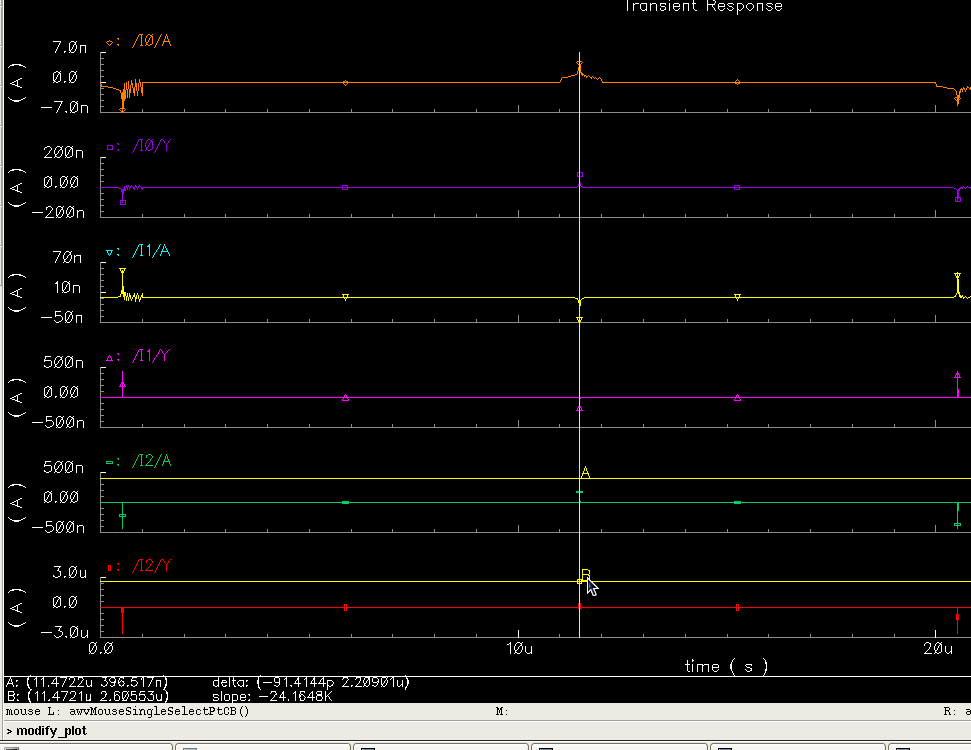 Transient Response
◇: /I0/A
7.0n
0.0
−7.0n
( A )
□: /I0/Y
200n
0.00
−200n
( A )
▽: /I1/A
70n
10n
−50n
( A )
△: /I1/Y
500n
0.00
−500n
( A )
: /I2/A
500n
0.00
−500n
( A )
A
: /I2/Y
3.0u
0.0
−3.0u
( A )
B
0.0 10u 20u
time ( s )
A: (11.4722u 396.517n) delta: (−91.4144p 2.20901u)
B: (11.4721u 2.60553u) slope: −24.1648K
mouse L: awvMouseSingleSelectPtCB() M: R: a
> modify_plot